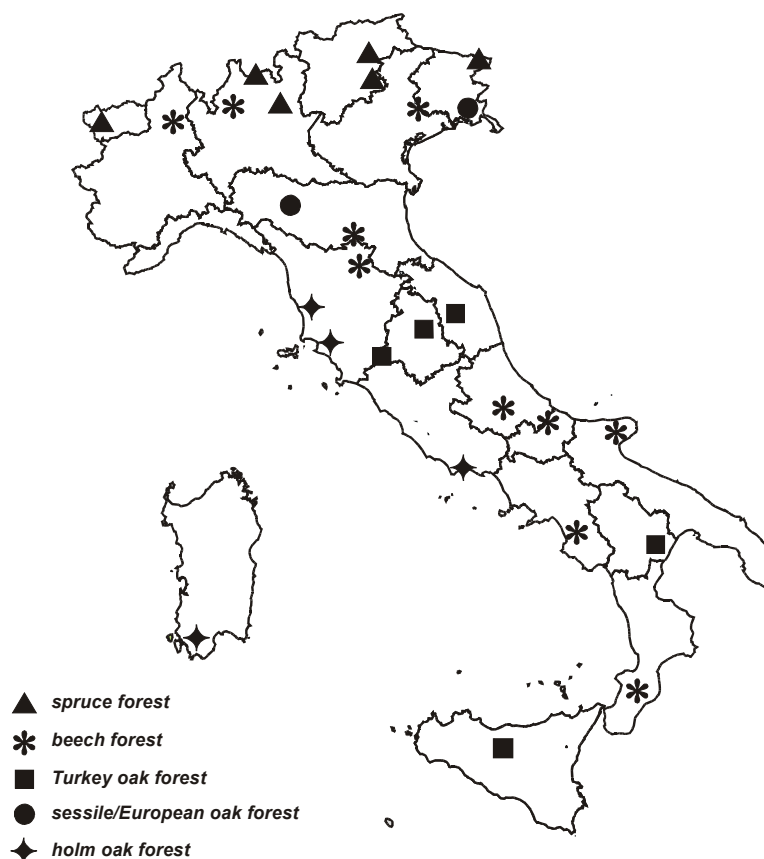 spruce forest
beech forest
Turkey oak forest
sessile/European oak forest
holm oak forest